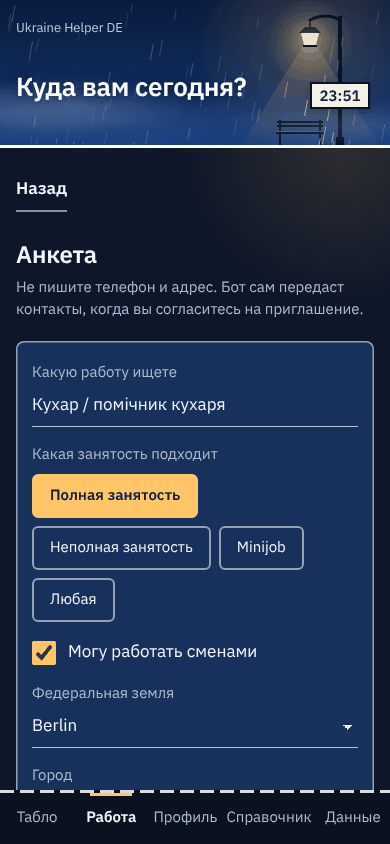 Ukraine Helper DE
Куда вам сегодня?
23:51
Назад
Анкета
Не пишите телефон и адрес. Бот сам передаст
контакты, когда вы согласитесь на приглашение.
Какую работу ищете
Кухар / помічник кухаря
Какая занятость подходит
Полная занятость
Неполная занятость Minijob
Любая
Могу работать сменами
Федеральная земля
Berlin
Город
Табло Работа Профиль Справочник Данные